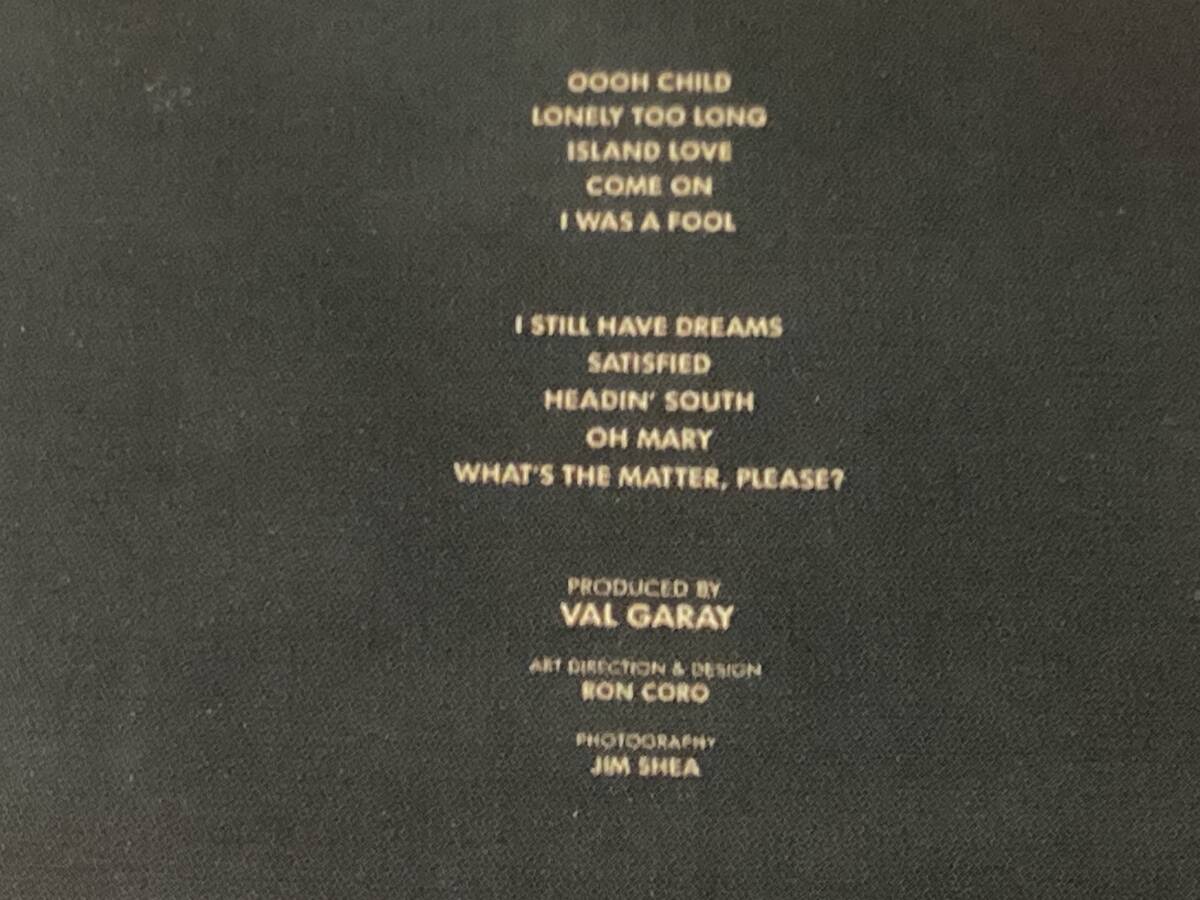 OOOH CHILD
LONELY TOO LONG
ISLAND LOVE
COME ON
I WAS A FOOL
I STILL HAVE DREAMS
SATISFIED
HEADIN' SOUTH
OH MARY
WHAT'S THE MATTER, PLEASE?
PRODUCED BY
VAL GARAY
ART DIRECTION & DESIGN
RON CORO
PHOTOGRAPHY
JIM SHEA